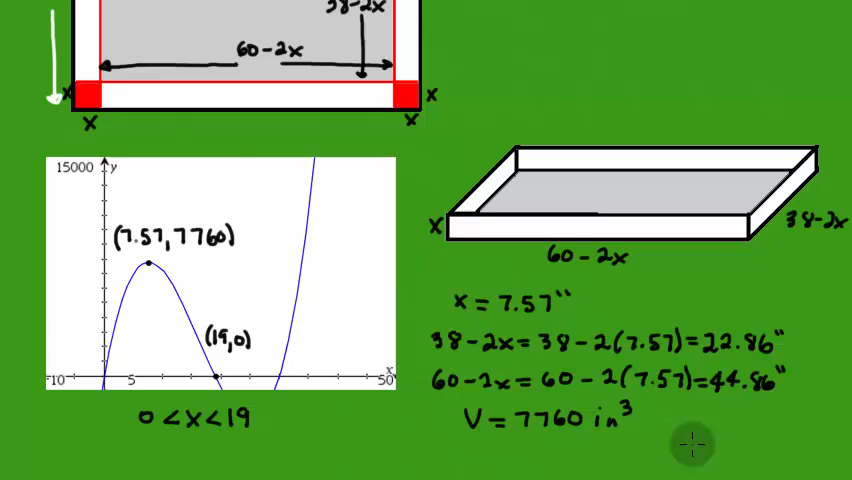 38-2x
60-2x
x
x
x
x
15000
y
(7.57,7760)
(19,0)
x
-10
5
50
0 < x < 19
x
38-2x
60-2x
x = 7.57"
38-2x = 38-2(7.57) = 22.86"
60-2x = 60-2(7.57) = 44.86"
V = 7760 in³